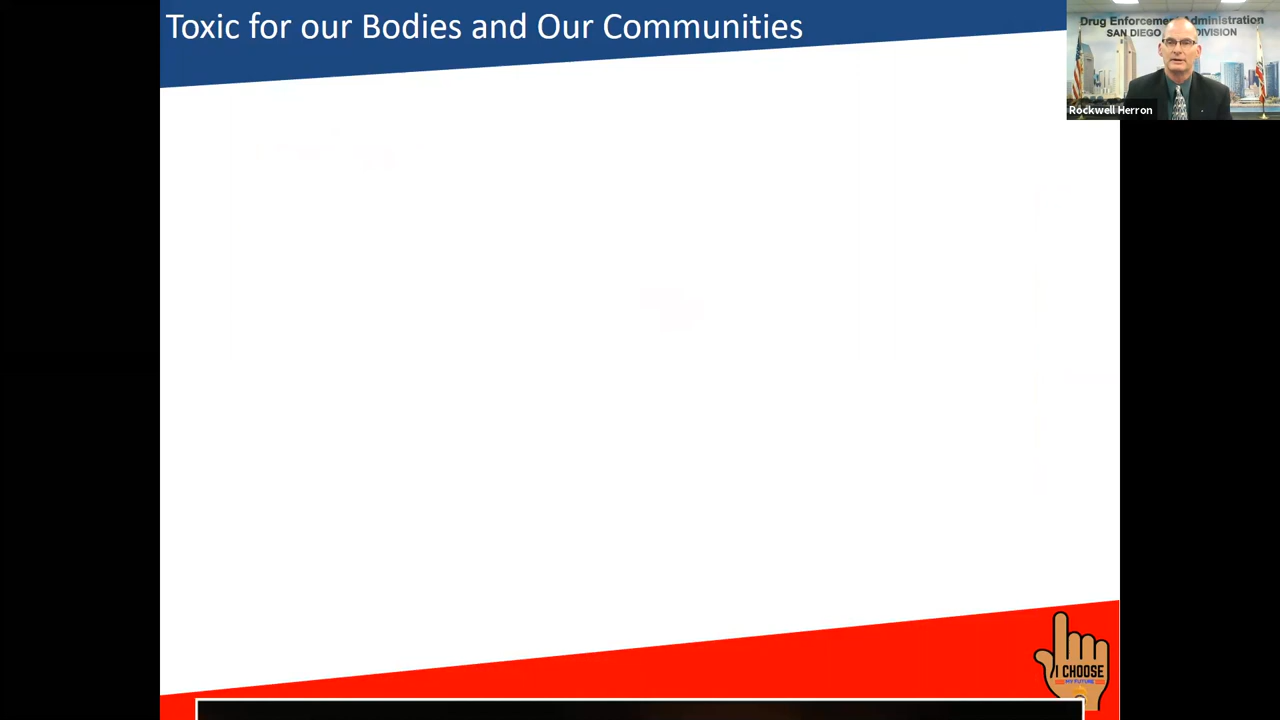 Toxic for our Bodies and Our Communities
Drug Enforcement Administration
SAN DIEGO DIVISION
Rockwell Herron
I CHOOSE
MY FUTURE